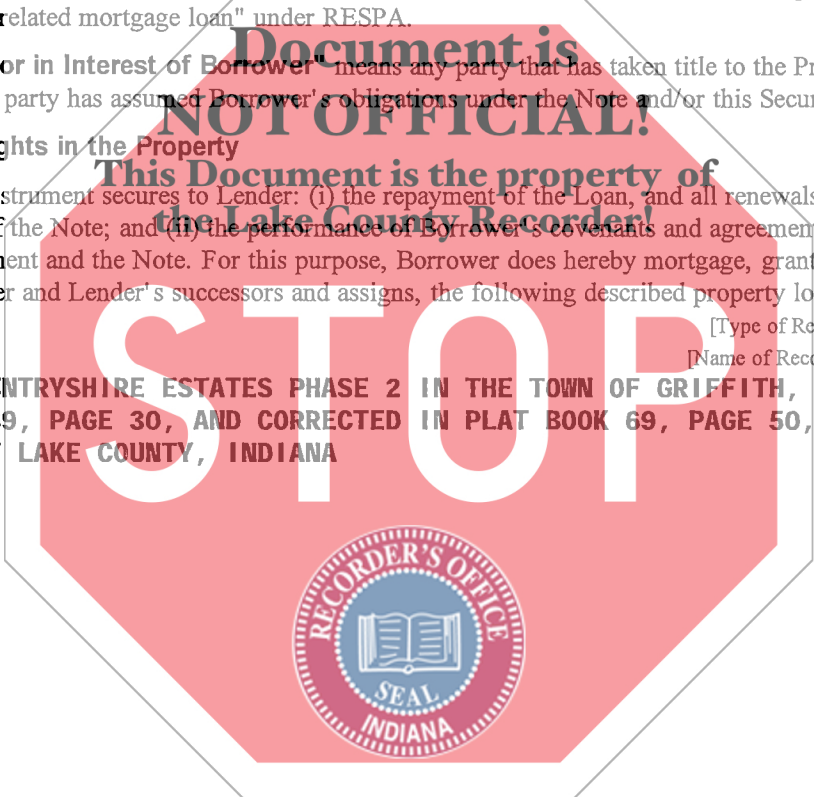 related mortgage loan" under RESPA.
Document is
or in Interest of Borrower" means any party that has taken title to the Pr
party has assumed Borrower's obligations under the Note and/or this Secur
NOT OFFICIAL!
ghts in the Property
This Document is the property of
strument secures to Lender: (i) the repayment of the Loan, and all renewals
the Lake County Recorder!
f the Note; and (ii) the performance of Borrower's covenants and agreemen
ent and the Note. For this purpose, Borrower does hereby mortgage, grant
er and Lender's successors and assigns, the following described property lo
[Type of Re
[Name of Reco
STOP
NTRYSHIRE ESTATES PHASE 2 IN THE TOWN OF GRIFFITH,
9, PAGE 30, AND CORRECTED IN PLAT BOOK 69, PAGE 50,
LAKE COUNTY, INDIANA
RECORDER'S OFFICE
SEAL
INDIANA